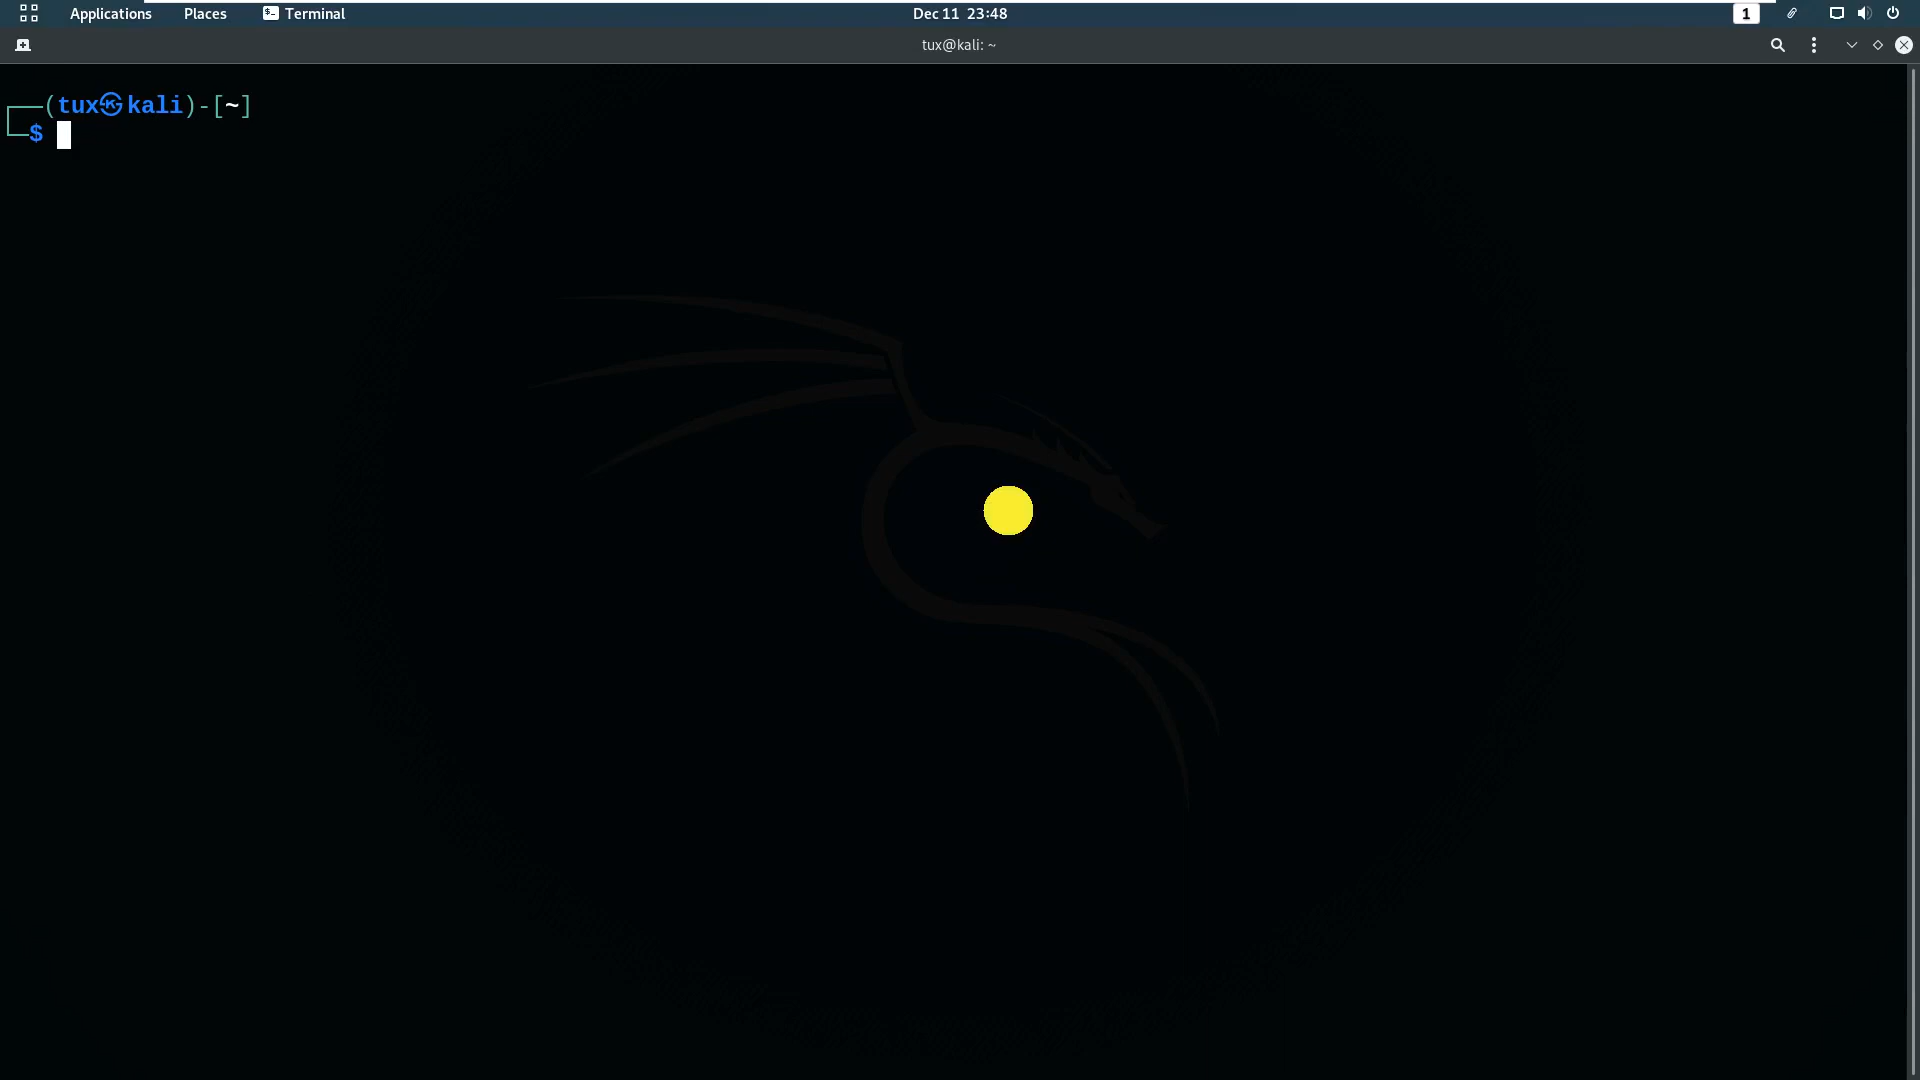 Applications Places Terminal Dec 11 23:48 1
tux@kali: ~
┌──(tux㉿kali)-[~]
└─$